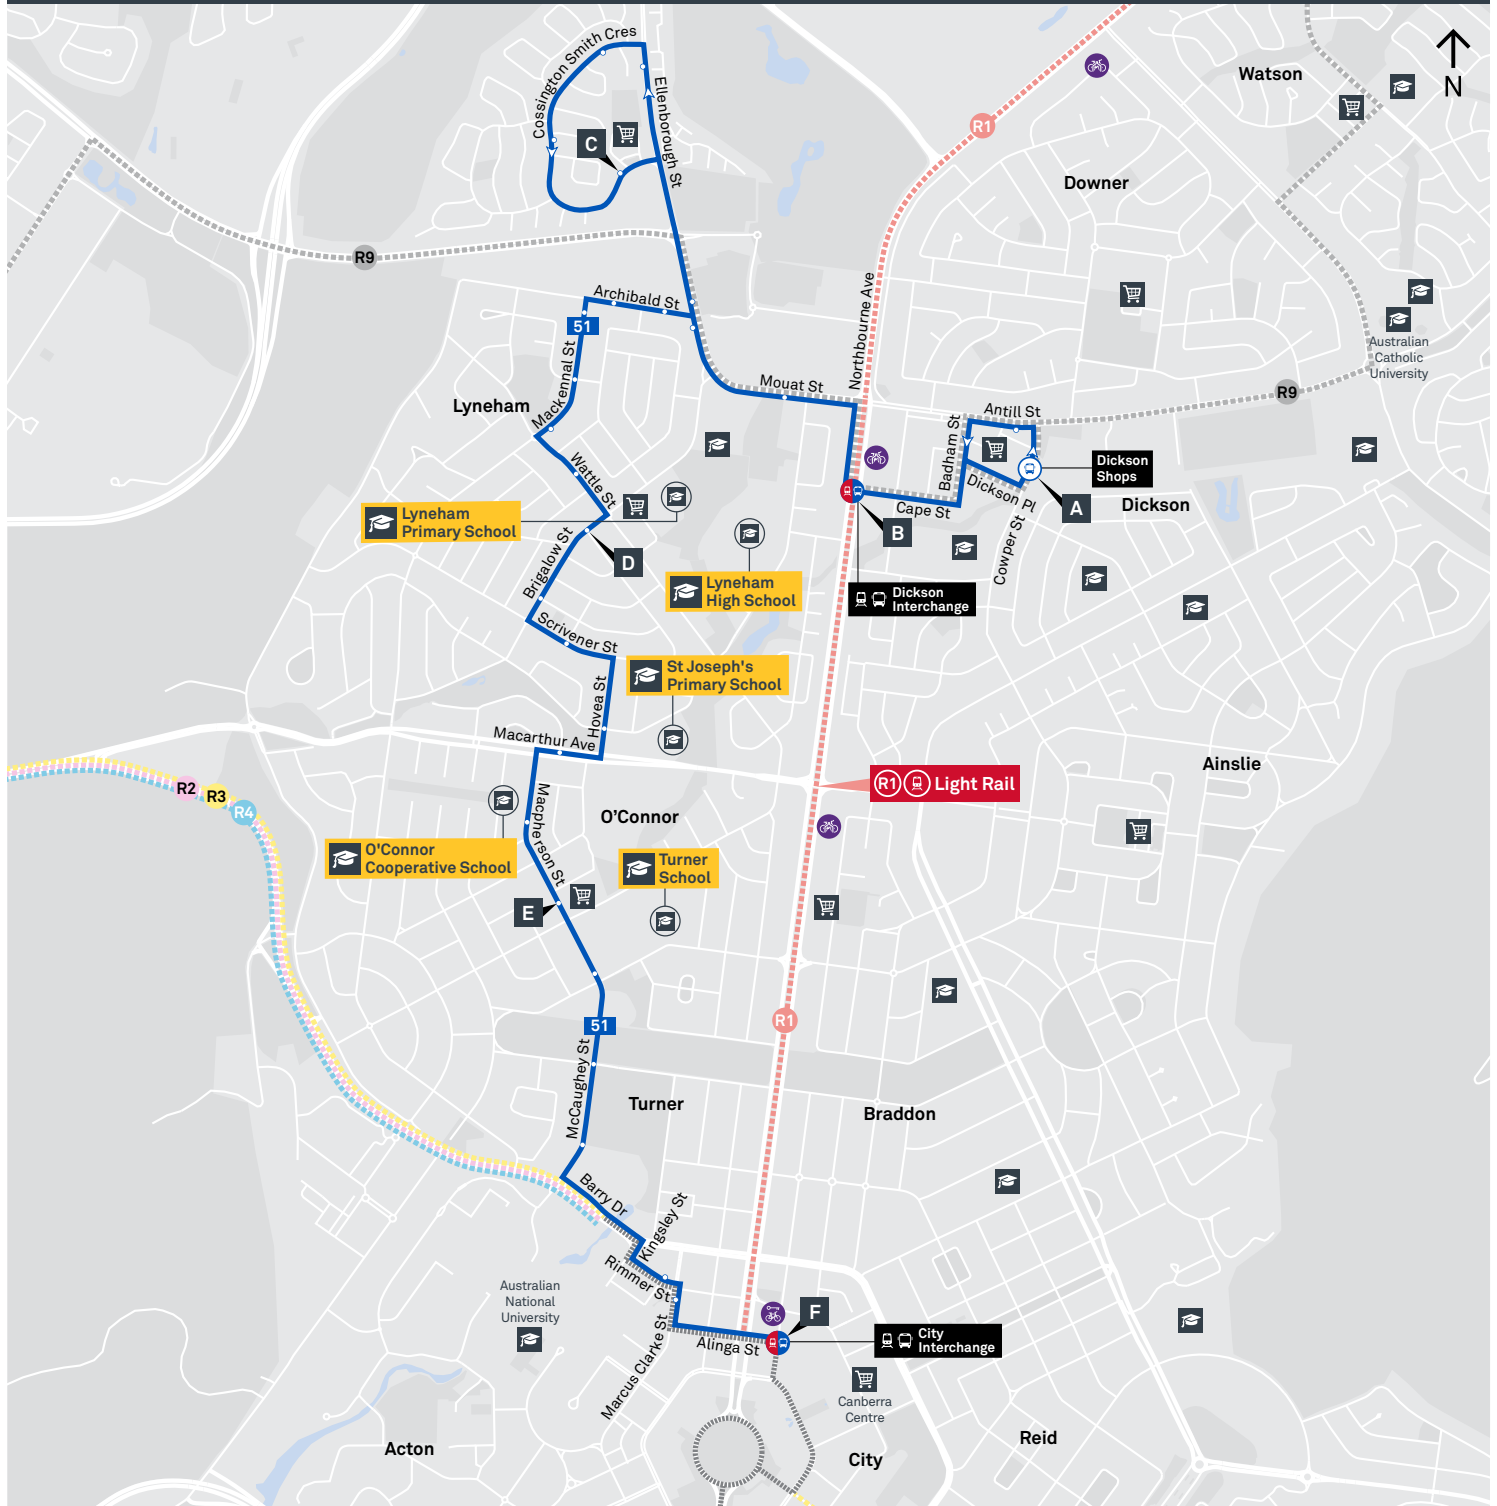 Cossington Smith Cres
Ellenborough St
C
R1
Watson
N
Downer
R9
Archibald St
51
Mackennal St
Lyneham
Northbourne Ave
Mouat St
Australian
Catholic
University
R9
Antill St
Badham St
Dickson Pl
Cape St
Cowper St
Dickson
Shops
A
Dickson
B
Dickson
Interchange
Wattle St
Lyneham
Primary School
D
Brigalow St
Lyneham
High School
Scrivener St
St Joseph's
Primary School
Hovea St
Macarthur Ave
R2
R3
R4
R1
Light Rail
Ainslie
Macpherson St
O'Connor
O'Connor
Cooperative School
Turner
School
E
51
R1
McCaughey St
Turner
Braddon
Barry Dr
Kingsley St
Rimmer St
Australian
National
University
Marcus Clarke St
Alinga St
F
City
Interchange
Canberra
Centre
Acton
City
Reid